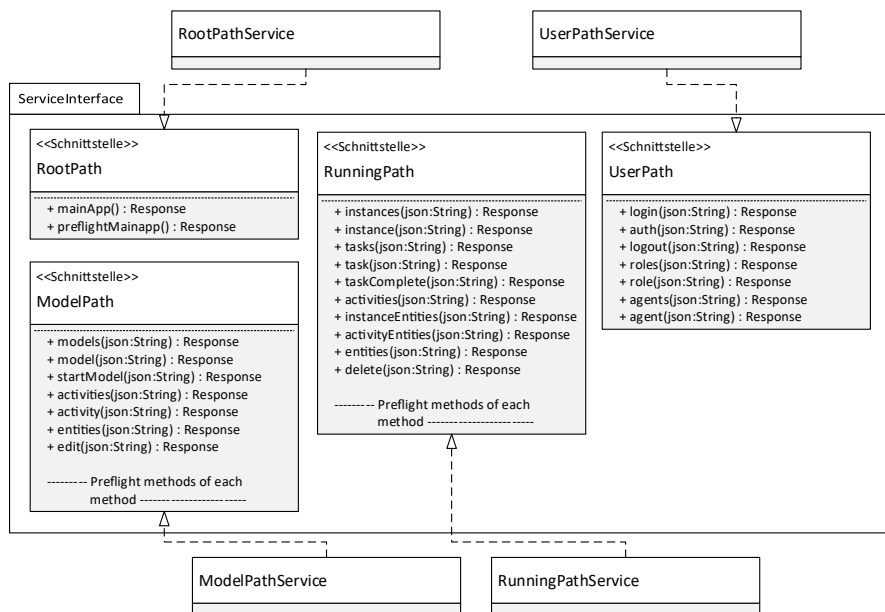 RootPathService
UserPathService
ServiceInterface
<<Schnittstelle>>
RootPath
+ mainApp() : Response
+ preflightMainapp() : Response
<<Schnittstelle>>
RunningPath
+ instances(json:String) : Response
+ instance(json:String) : Response
+ tasks(json:String) : Response
+ task(json:String) : Response
+ taskComplete(json:String) : Response
+ activities(json:String) : Response
+ instanceEntities(json:String) : Response
+ activityEntities(json:String) : Response
+ entities(json:String) : Response
+ delete(json:String) : Response
--------- Preflight methods of each
method ------------------------
<<Schnittstelle>>
UserPath
+ login(json:String) : Response
+ auth(json:String) : Response
+ logout(json:String) : Response
+ roles(json:String) : Response
+ role(json:String) : Response
+ agents(json:String) : Response
+ agent(json:String) : Response
<<Schnittstelle>>
ModelPath
+ models(json:String) : Response
+ model(json:String) : Response
+ startModel(json:String) : Response
+ activities(json:String) : Response
+ activity(json:String) : Response
+ entities(json:String) : Response
+ edit(json:String) : Response
--------- Preflight methods of each
method ------------------------
ModelPathService
RunningPathService